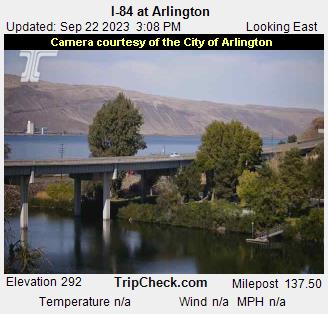 I-84 at Arlington
Updated: Sep 22 2023 3:08 PM Looking East
Camera courtesy of the City of Arlington
Elevation 292 TripCheck.com Milepost 137.50
Temperature n/a Wind n/a MPH n/a